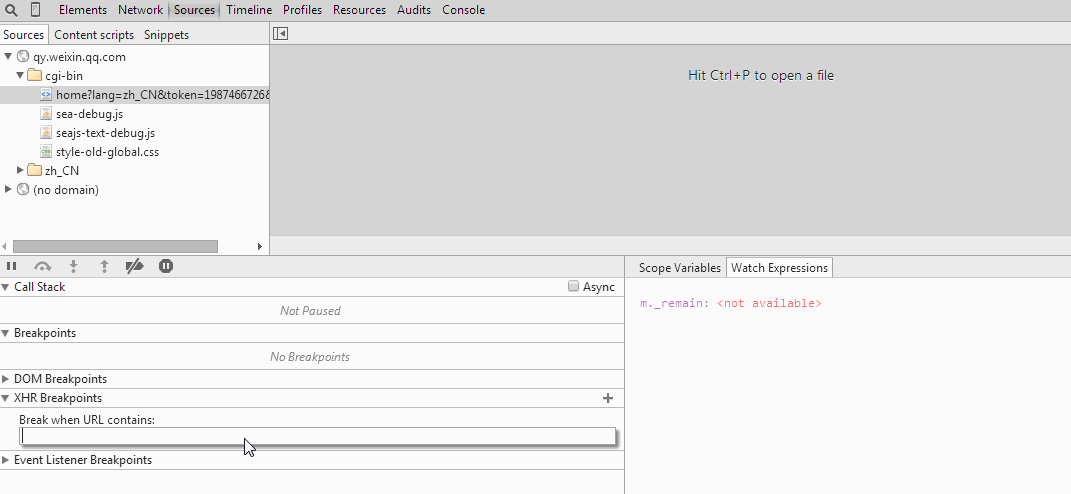 Elements Network Sources Timeline Profiles Resources Audits Console
Sources Content scripts Snippets
qy.weixin.qq.com
cgi-bin
Hit Ctrl+P to open a file
home?lang=zh_CN&token=1987466726&
sea-debug.js
seajs-text-debug.js
style-old-global.css
zh_CN
(no domain)
Scope Variables Watch Expressions
Call Stack Async
m._remain: <not available>
Not Paused
Breakpoints
No Breakpoints
DOM Breakpoints
XHR Breakpoints
Break when URL contains:
Event Listener Breakpoints